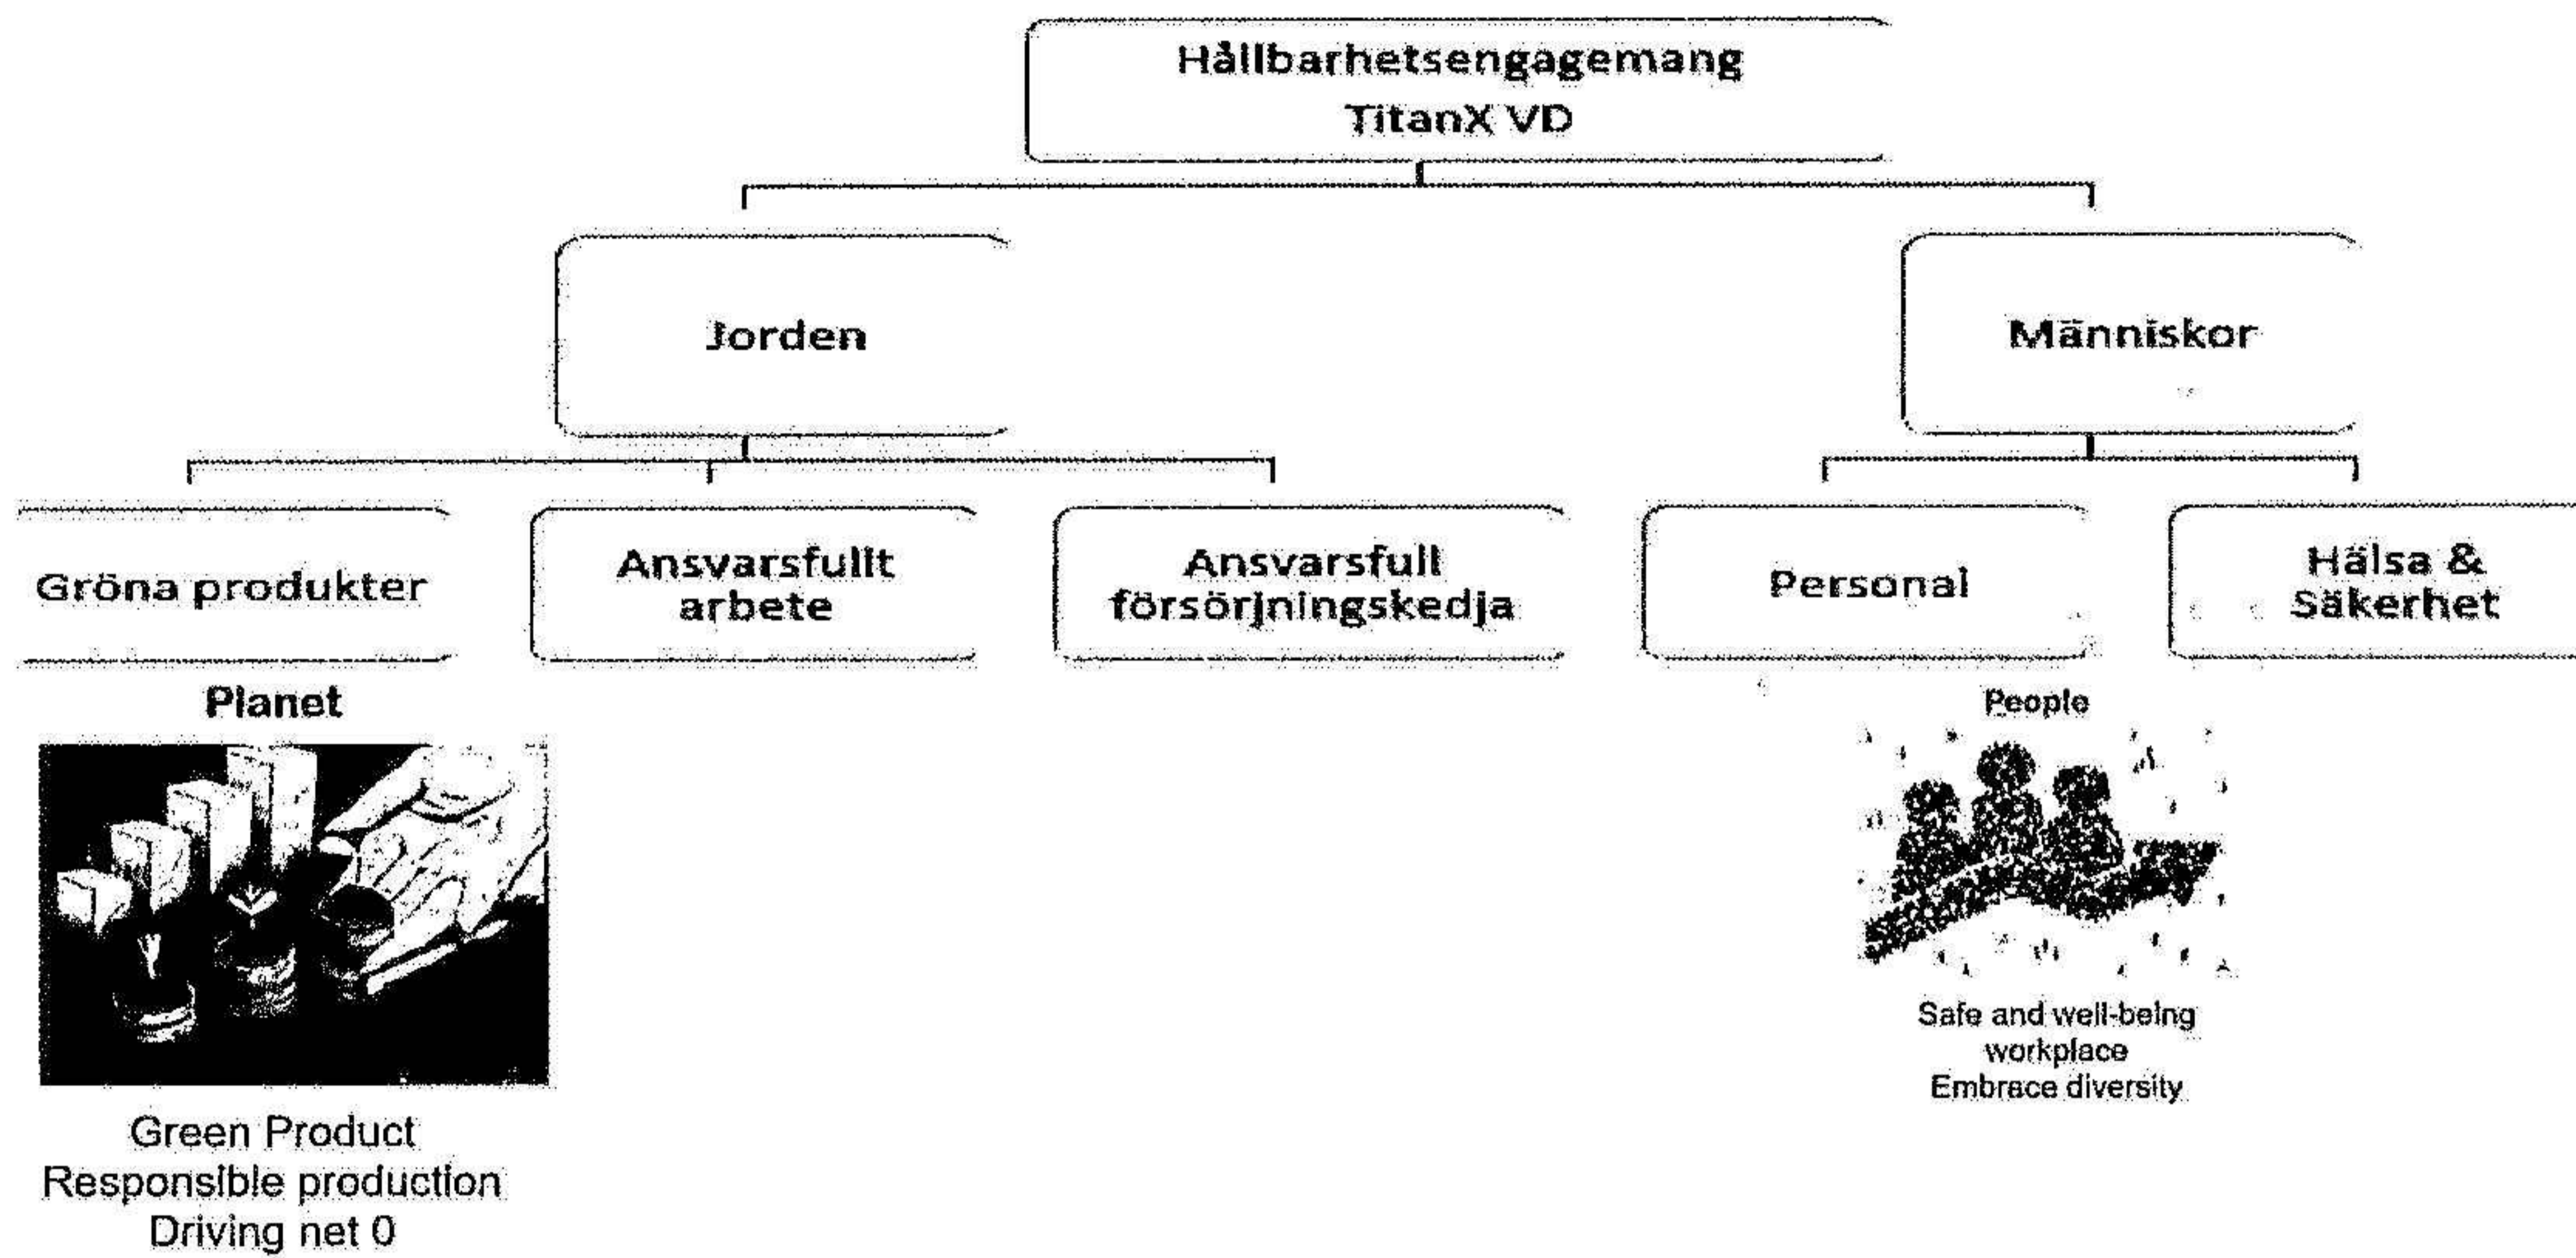 Hållbarhetsengagemang
TitanX VD
Jorden
Människor
Gröna produkter
Ansvarsfullt
arbete
Ansvarsfull
försörjningskedja
Personal
Hälsa &
Säkerhet
Planet
People
Safe and well-being
workplace
Embrace diversity
Green Product
Responsible production
Driving net 0